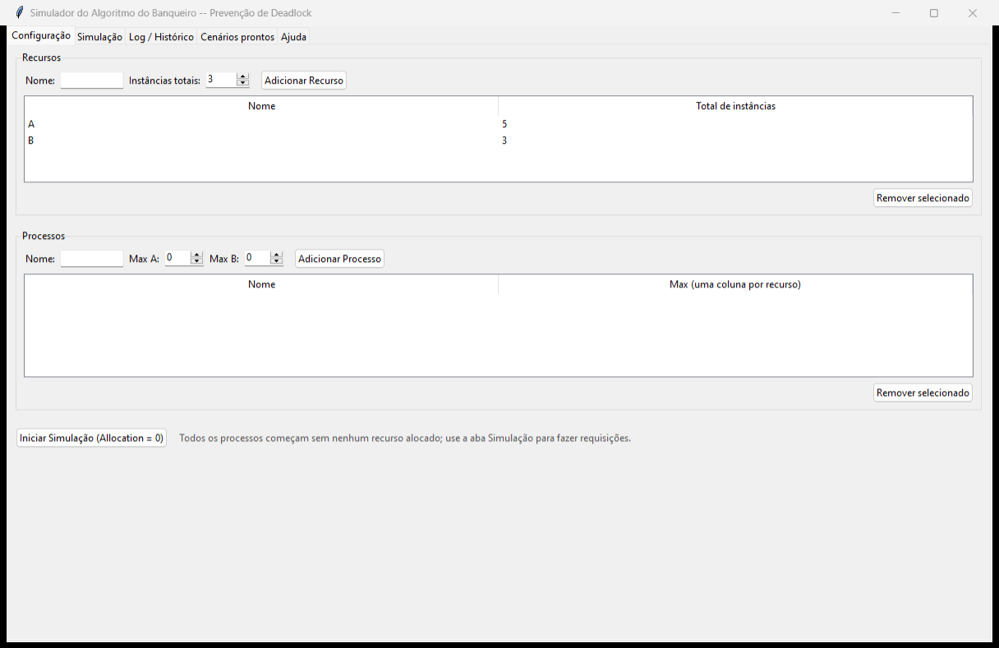 Simulador do Algoritmo do Banqueiro -- Prevenção de Deadlock
Configuração Simulação Log / Histórico Cenários prontos Ajuda
Recursos
Nome: Instâncias totais: 3 Adicionar Recurso
Nome Total de instâncias
A 5
B 3
Remover selecionado
Processos
Nome: Max A: 0 Max B: 0 Adicionar Processo
Nome Max (uma coluna por recurso)
Remover selecionado
Iniciar Simulação (Allocation = 0) Todos os processos começam sem nenhum recurso alocado; use a aba Simulação para fazer requisições.